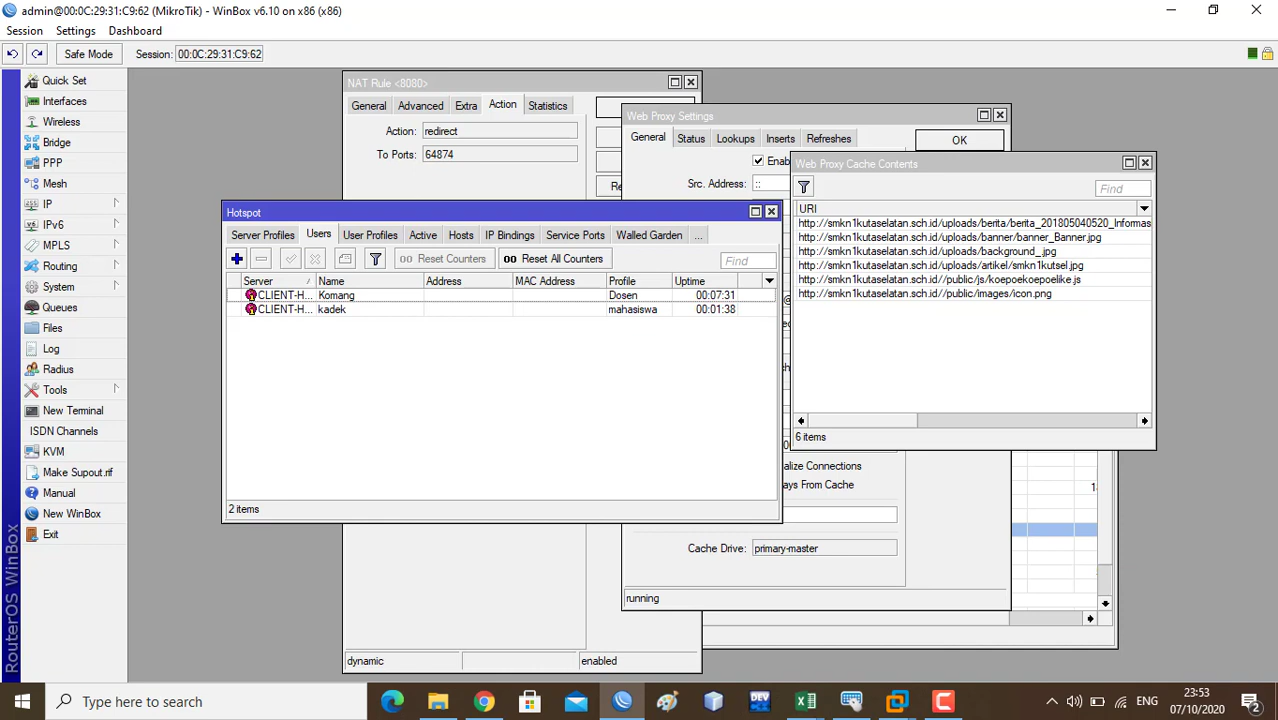 admin@00:0C:29:31:C9:62 (MikroTik) - WinBox v6.10 on x86 (x86)
Session Settings Dashboard
Safe Mode Session: 00:0C:29:31:C9:62
Quick Set
Interfaces
Wireless
Bridge
PPP
Mesh
IP
IPv6
MPLS
Routing
System
Queues
Files
Log
Radius
Tools
New Terminal
ISDN Channels
KVM
Make Supout.rif
Manual
New WinBox
Exit
RouterOS WinBox
NAT Rule <8080>
General Advanced Extra Action Statistics
Action: redirect
To Ports: 64874
dynamic enabled
Web Proxy Settings
General Status Lookups Inserts Refreshes OK
Src. Address: ::
alize Connections
ays From Cache
Cache Drive: primary-master
running
Web Proxy Cache Contents
Find
URI
http://smkn1kutaselatan.sch.id/uploads/berita/berita_201805040520_Informas
http://smkn1kutaselatan.sch.id/uploads/banner/banner_Banner.jpg
http://smkn1kutaselatan.sch.id/uploads/background_.jpg
http://smkn1kutaselatan.sch.id/uploads/artikel/smkn1kutsel.jpg
http://smkn1kutaselatan.sch.id//public/js/koepoekoepoelike.js
http://smkn1kutaselatan.sch.id//public/images/icon.png
6 items
Hotspot
Server Profiles Users User Profiles Active Hosts IP Bindings Service Ports Walled Garden ...
00 Reset Counters 00 Reset All Counters Find
Server Name Address MAC Address Profile Uptime
CLIENT-H... Komang Dosen 00:07:31
CLIENT-H... kadek mahasiswa 00:01:38
2 items
Type here to search
DEV
ENG
23:53
07/10/2020
2